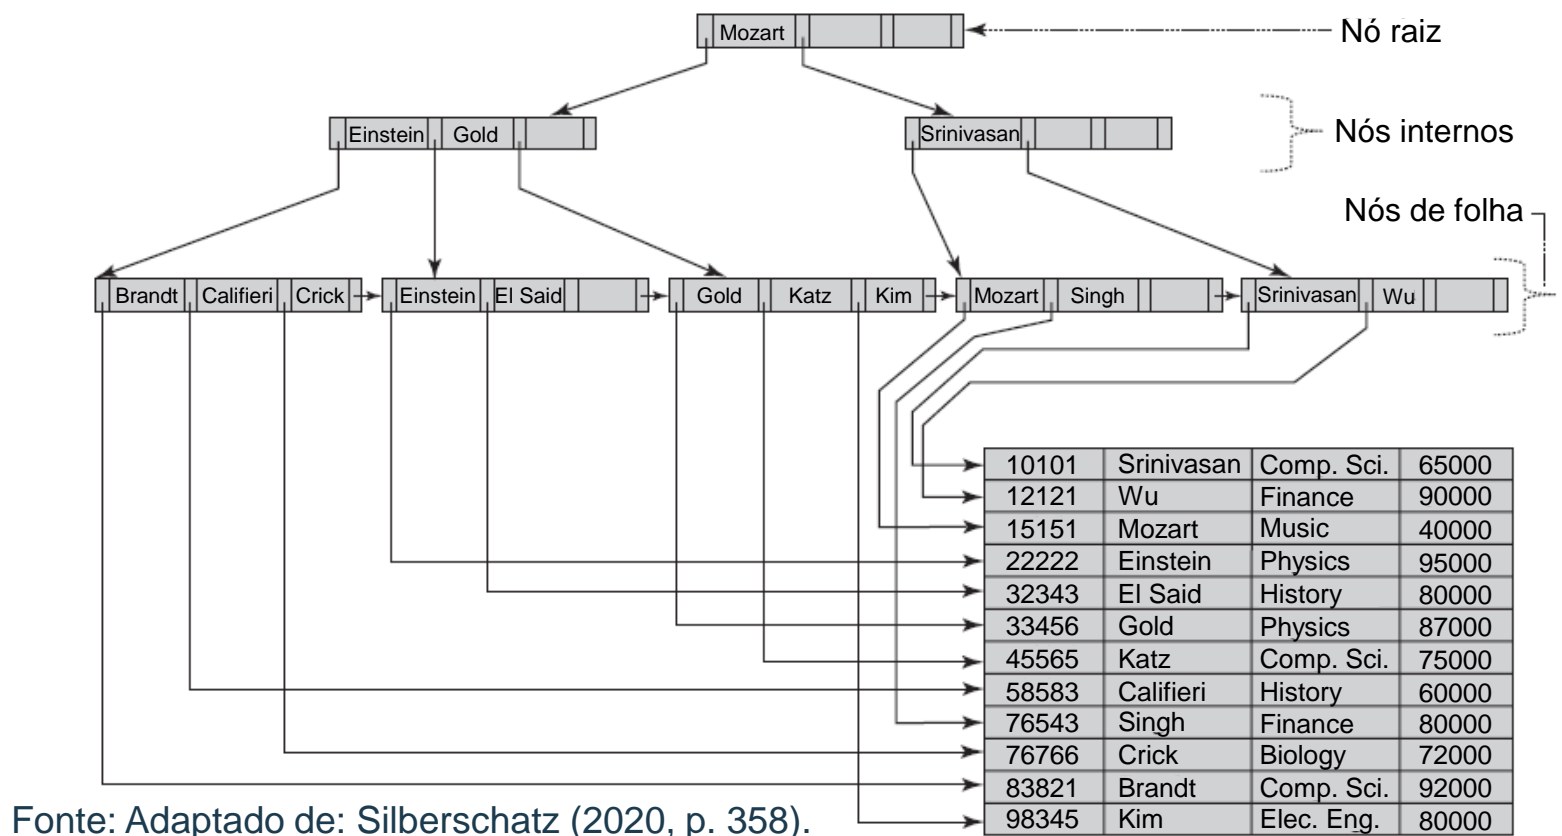 Mozart
Nó raiz
Einstein Gold
Srinivasan
Nós internos
Nós de folha
Brandt Califieri Crick
Einstein El Said
Gold Katz Kim
Mozart Singh
Srinivasan Wu
10101 Srinivasan Comp. Sci. 65000
12121 Wu Finance 90000
15151 Mozart Music 40000
22222 Einstein Physics 95000
32343 El Said History 80000
33456 Gold Physics 87000
45565 Katz Comp. Sci. 75000
58583 Califieri History 60000
76543 Singh Finance 80000
76766 Crick Biology 72000
83821 Brandt Comp. Sci. 92000
98345 Kim Elec. Eng. 80000
Fonte: Adaptado de: Silberschatz (2020, p. 358).